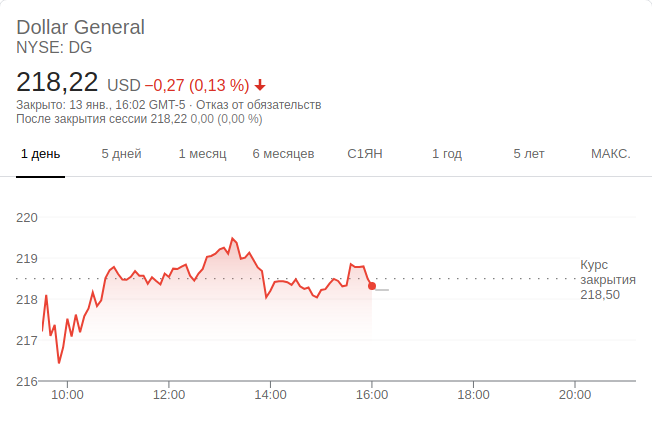 Dollar General
NYSE: DG
218,22 USD −0,27 (0,13 %)
Закрыто: 13 янв., 16:02 GMT-5 · Отказ от обязательств
После закрытия сессии 218,22 0,00 (0,00 %)
1 день 5 дней 1 месяц 6 месяцев С1ЯН 1 год 5 лет МАКС.
220
219
218
217
216
Курс
закрытия
218,50
10:00 12:00 14:00 16:00 18:00 20:00